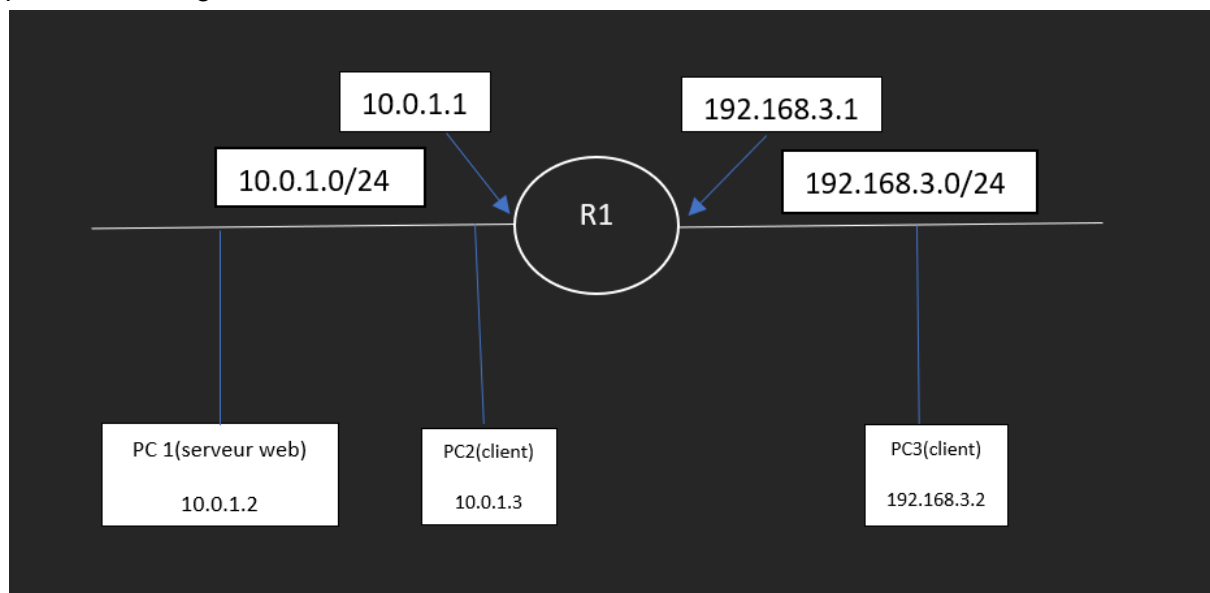 10.0.1.1
192.168.3.1
10.0.1.0/24
192.168.3.0/24
R1
PC 1(serveur web)
10.0.1.2
PC2(client)
10.0.1.3
PC3(client)
192.168.3.2